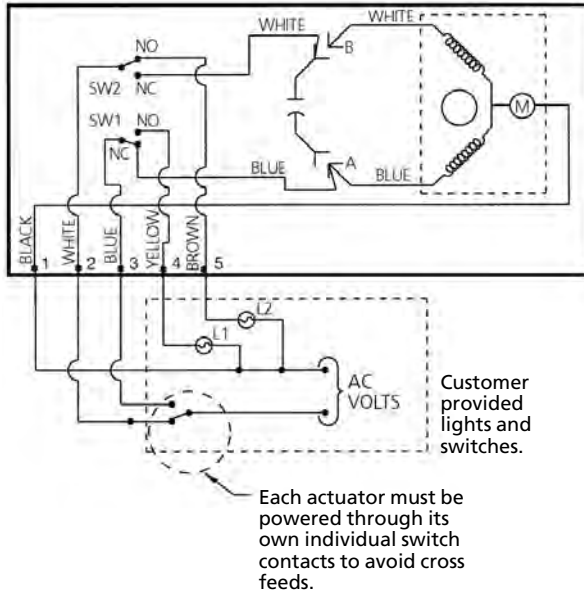 WHITE
WHITE
NO
B
SW2
NC
SW1
NO
NC
M
A
BLUE
BLUE
BLACK
WHITE
BLUE
YELLOW
BROWN
1
2
3
4
5
L2
L1
AC
VOLTS
Customer
provided
lights and
switches.
Each actuator must be
powered through its
own individual switch
contacts to avoid cross
feeds.